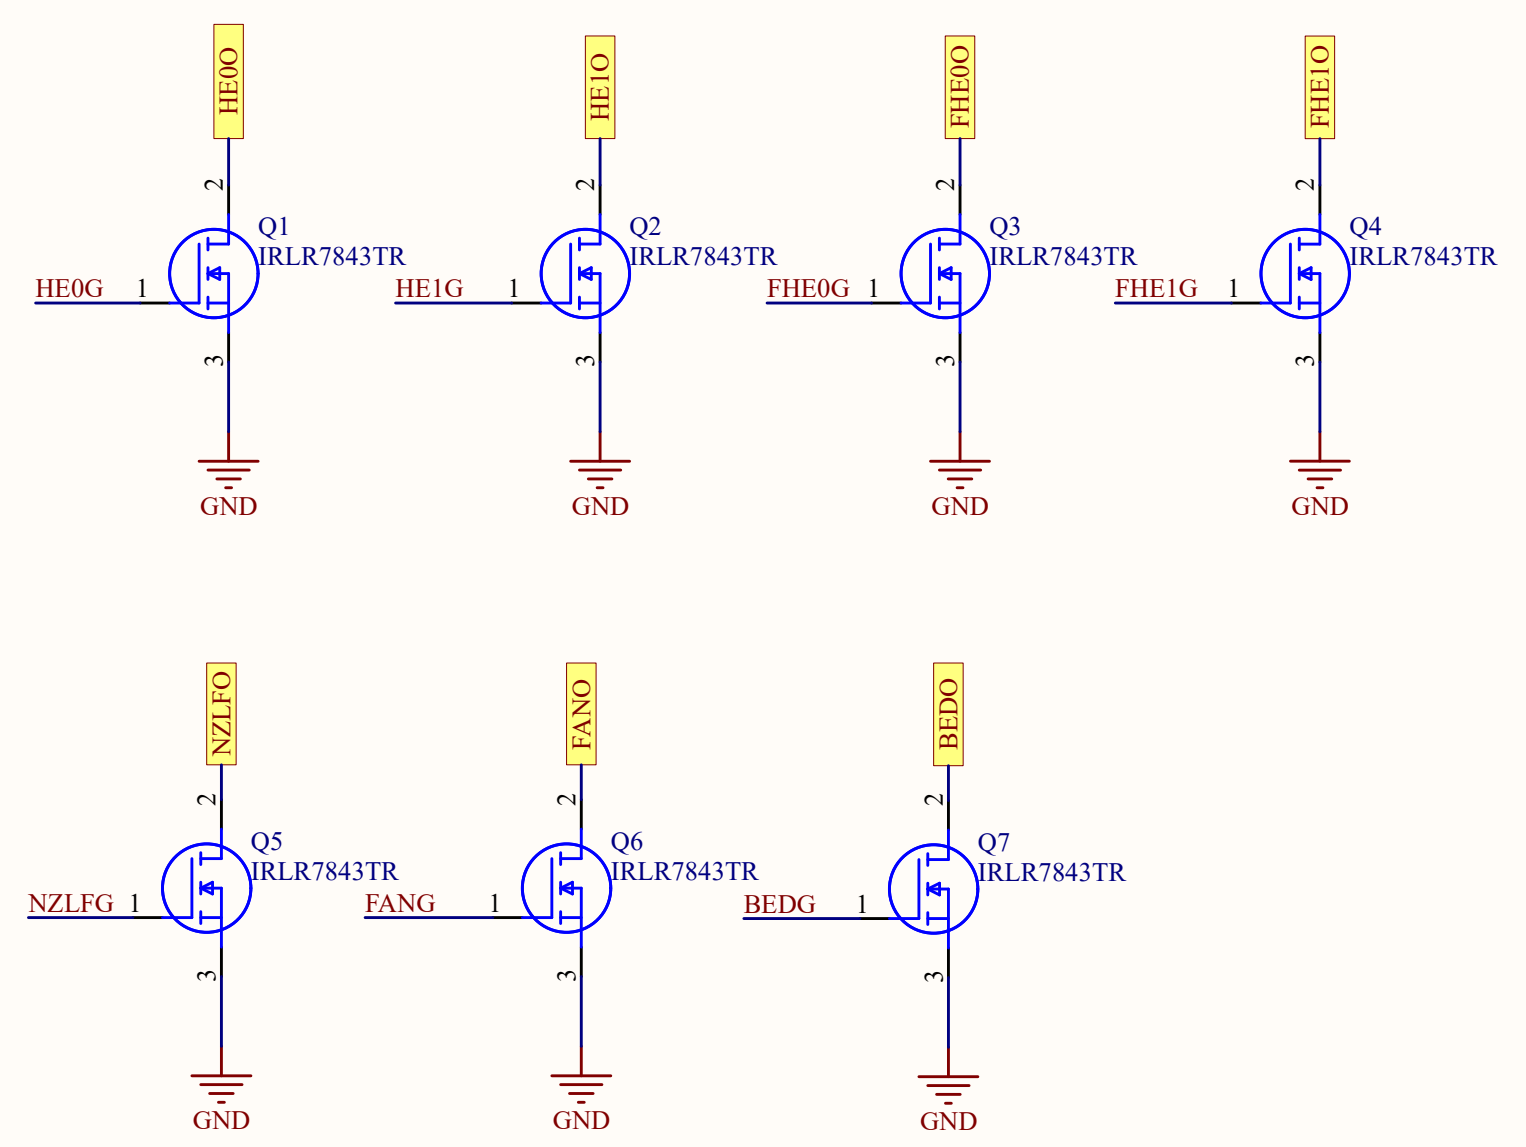 HE0O
HE1O
FHE0O
FHE1O
2
2
2
2
Q1
IRLR7843TR
Q2
IRLR7843TR
Q3
IRLR7843TR
Q4
IRLR7843TR
HE0G 1
HE1G 1
FHE0G 1
FHE1G 1
3
3
3
3
GND
GND
GND
GND
NZLFO
FANO
BEDO
2
2
2
Q5
IRLR7843TR
Q6
IRLR7843TR
Q7
IRLR7843TR
NZLFG 1
FANG 1
BEDG 1
3
3
3
GND
GND
GND